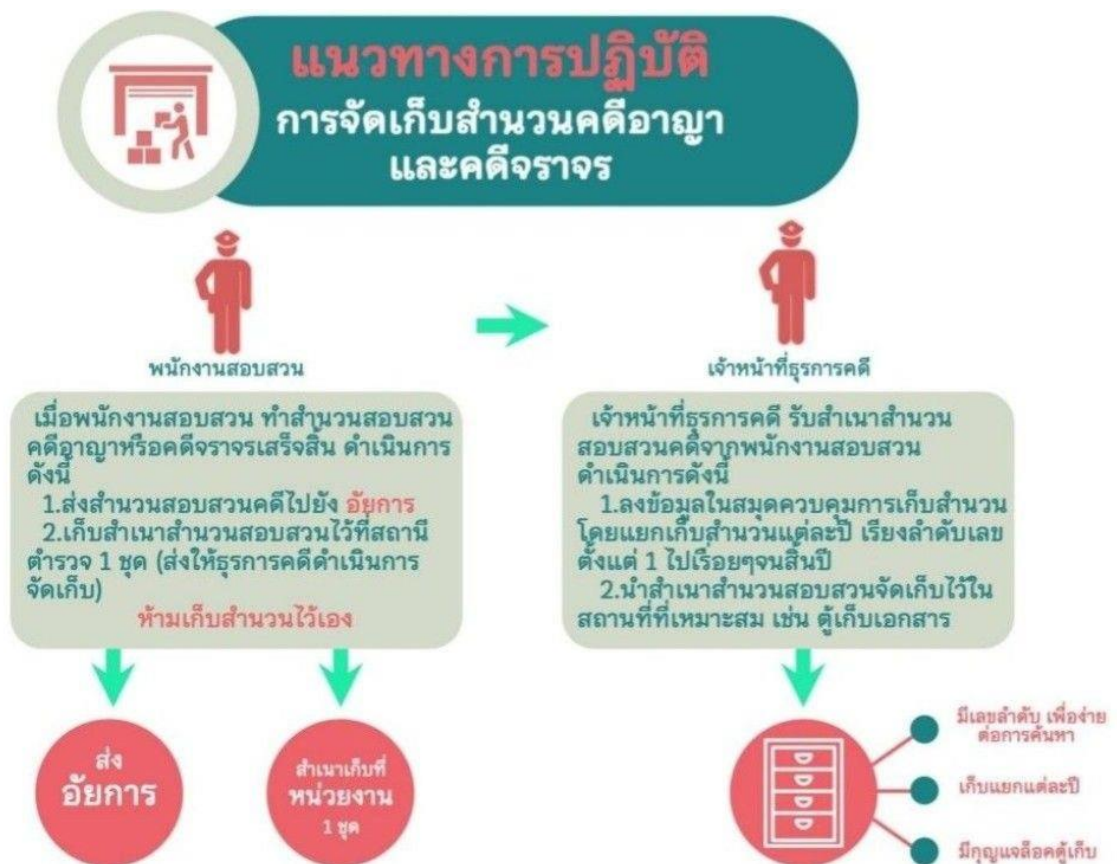 แนวทางการปฏิบัติ
การจัดเก็บสำนวนคดีอาญา
และคดีจราจร
พนักงานสอบสวน
เมื่อพนักงานสอบสวน ทำสำนวนสอบสวน
คดีอาญาหรือคดีจราจรเสร็จสิ้น ดำเนินการ
ดังนี้
1.ส่งสำนวนสอบสวนคดีไปยัง อัยการ
2.เก็บสำเนาสำนวนสอบสวนไว้ที่สถานี
ตำรวจ 1 ชุด (ส่งให้ธุรการคดีดำเนินการ
จัดเก็บ)
ห้ามเก็บสำนวนไว้เอง
ส่ง
อัยการ
สำเนาเก็บที่
หน่วยงาน
1 ชุด
เจ้าหน้าที่ธุรการคดี
เจ้าหน้าที่ธุรการคดี รับสำเนาสำนวน
สอบสวนคดีจากพนักงานสอบสวน
ดำเนินการดังนี้
1.ลงข้อมูลในสมุดควบคุมการเก็บสำนวน
โดยแยกเก็บสำนวนแต่ละปี เรียงลำดับเลข
ตั้งแต่ 1 ไปเรื่อยๆจนสิ้นปี
2.นำสำเนาสำนวนสอบสวนจัดเก็บไว้ใน
สถานที่ที่เหมาะสม เช่น ตู้เก็บเอกสาร
มีเลขลำดับ เพื่อง่าย
ต่อการค้นหา
เก็บแยกแต่ละปี
มีกุญแจล็อคตู้เก็บ